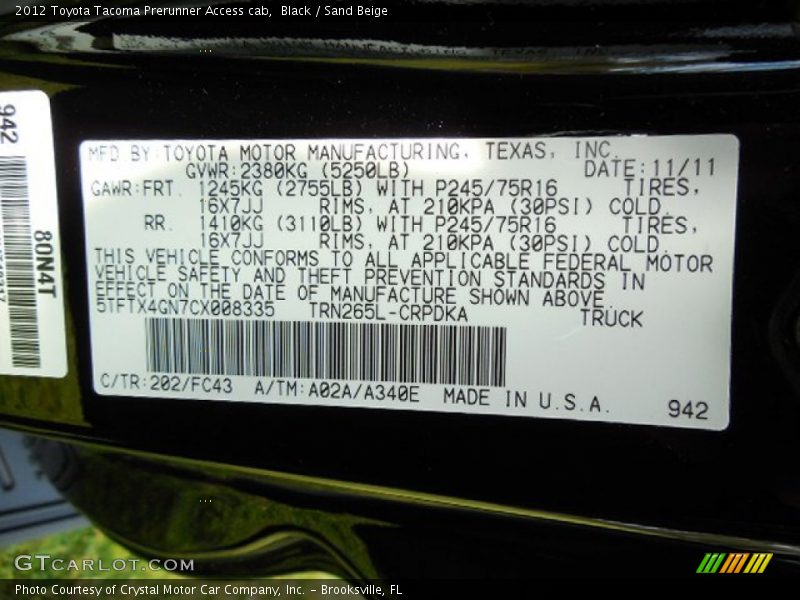 2012 Toyota Tacoma Prerunner Access cab,  Black / Sand Beige
942
80N4T
MFD BY:TOYOTA MOTOR MANUFACTURING, TEXAS, INC.
GVWR:2380KG (5250LB) DATE:11/11
GAWR:FRT. 1245KG (2755LB) WITH P245/75R16 TIRES,
16X7JJ RIMS, AT 210KPA (30PSI) COLD.
RR. 1410KG (3110LB) WITH P245/75R16 TIRES,
16X7JJ RIMS, AT 210KPA (30PSI) COLD.
THIS VEHICLE CONFORMS TO ALL APPLICABLE FEDERAL MOTOR
VEHICLE SAFETY AND THEFT PREVENTION STANDARDS IN
EFFECT ON THE DATE OF MANUFACTURE SHOWN ABOVE.
5TFTX4GN7CX008335 TRN265L-CRPDKA TRUCK
C/TR:202/FC43 A/TM:A02A/A340E MADE IN U.S.A.
942
GTCarLot.com
Photo Courtesy of Crystal Motor Car Company, Inc. - Brooksville, FL